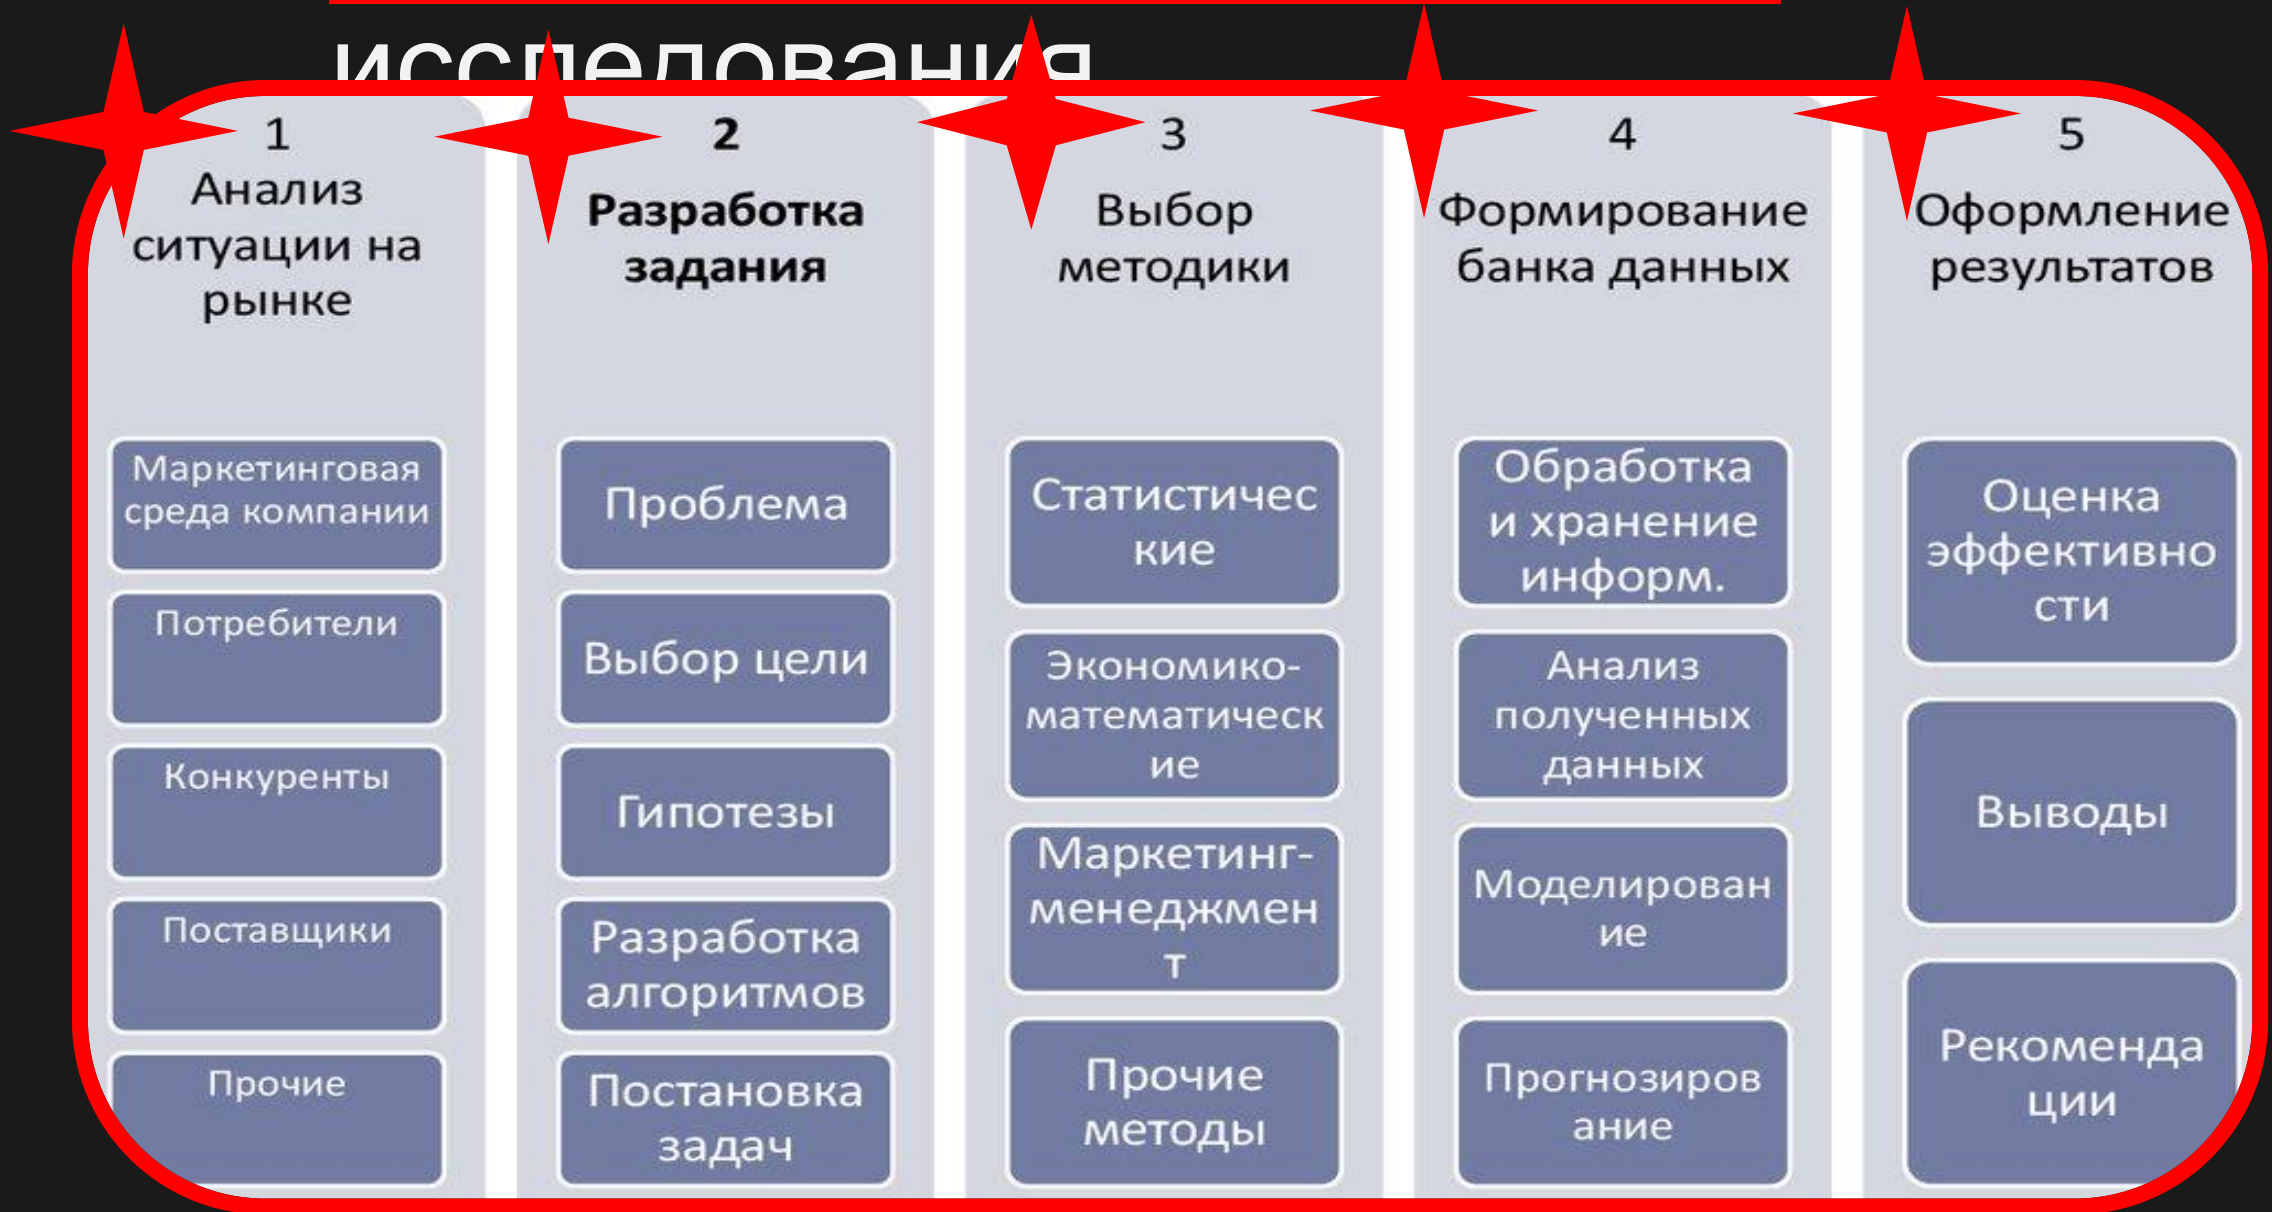 исследования
1
Анализ
ситуации на
рынке
Маркетинговая
среда компании
Потребители
Конкуренты
Поставщики
Прочие
2
Разработка
задания
Проблема
Выбор цели
Гипотезы
Разработка
алгоритмов
Постановка
задач
3
Выбор
методики
Статистичес
кие
Экономико-
математическ
ие
Маркетинг-
менеджмен
т
Прочие
методы
4
Формирование
банка данных
Обработка
и хранение
информ.
Анализ
полученных
данных
Моделирован
ие
Прогнозиров
ание
5
Оформление
результатов
Оценка
эффективно
сти
Выводы
Рекоменда
ции